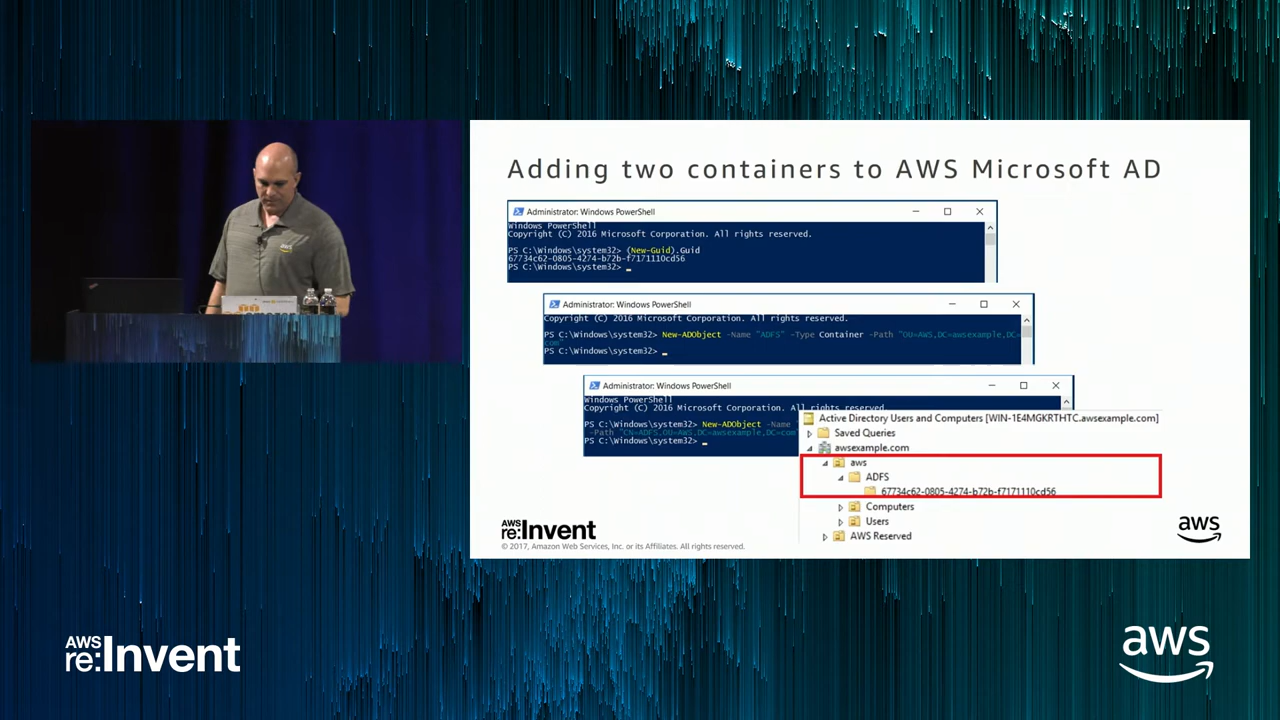 Adding two containers to AWS Microsoft AD
Administrator: Windows PowerShell
Windows PowerShell
Copyright (C) 2016 Microsoft Corporation. All rights reserved.
PS C:\Windows\system32> (New-Guid).Guid
67734c62-0805-4274-b72b-f7171110cd56
PS C:\Windows\system32>
Administrator: Windows PowerShell
Copyright (C) 2016 Microsoft Corporation. All rights reserved.
PS C:\Windows\system32> New-ADObject -Name "ADFS" -Type Container -Path "OU=AWS,DC=awsexample,DC=
com"
PS C:\Windows\system32>
Administrator: Windows PowerShell
Windows PowerShell
Copyright (C) 2016 Microsoft Corporation. All rights reserved.
PS C:\Windows\system32> New-ADObject -Name
-Path "CN=ADFS,OU=AWS,DC=awsexample,DC=com"
PS C:\Windows\system32>
Active Directory Users and Computers [WIN-1E4MGKRTHTC.awsexample.com]
Saved Queries
awsexample.com
aws
ADFS
67734c62-0805-4274-b72b-f7171110cd56
Computers
Users
AWS Reserved
AWS
re:Invent
© 2017, Amazon Web Services, Inc. or its Affiliates. All rights reserved.
aws
aws
AWS
re:Invent
aws